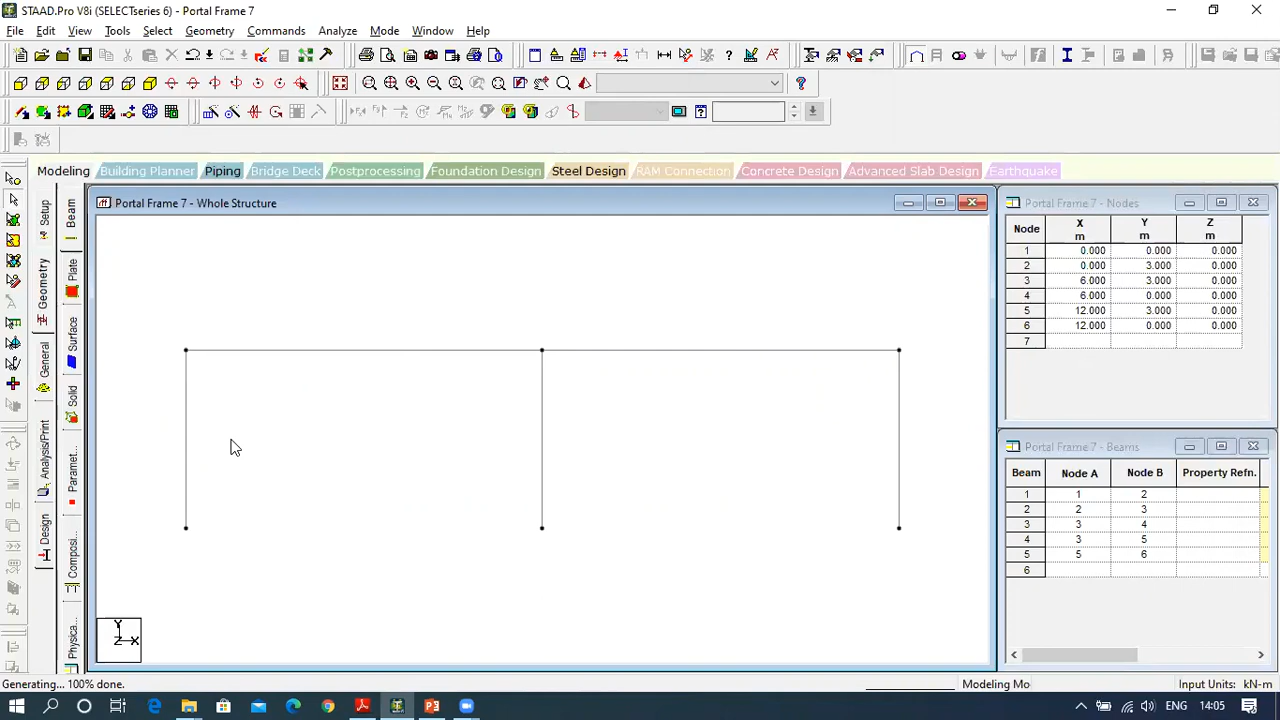 STAAD.Pro V8i (SELECTseries 6) - Portal Frame 7
File Edit View Tools Select Geometry Commands Analyze Mode Window Help
Modeling Building Planner Piping Bridge Deck Postprocessing Foundation Design Steel Design RAM Connection Concrete Design Advanced Slab Design Earthquake
Setup
Geometry
General
Analysis/Print
Design
Beam
Plate
Surface
Solid
Paramat...
Composi...
Physica...
Portal Frame 7 - Whole Structure
Y
Z X
Portal Frame 7 - Nodes
Node X m Y m Z m
1 0.000 0.000 0.000
2 0.000 3.000 0.000
3 6.000 3.000 0.000
4 6.000 0.000 0.000
5 12.000 3.000 0.000
6 12.000 0.000 0.000
7
Portal Frame 7 - Beams
Beam Node A Node B Property Refn.
1 1 2
2 2 3
3 3 4
4 3 5
5 5 6
6
Generating... 100% done.
Modeling Mo
Input Units: kN-m
ENG 14:05